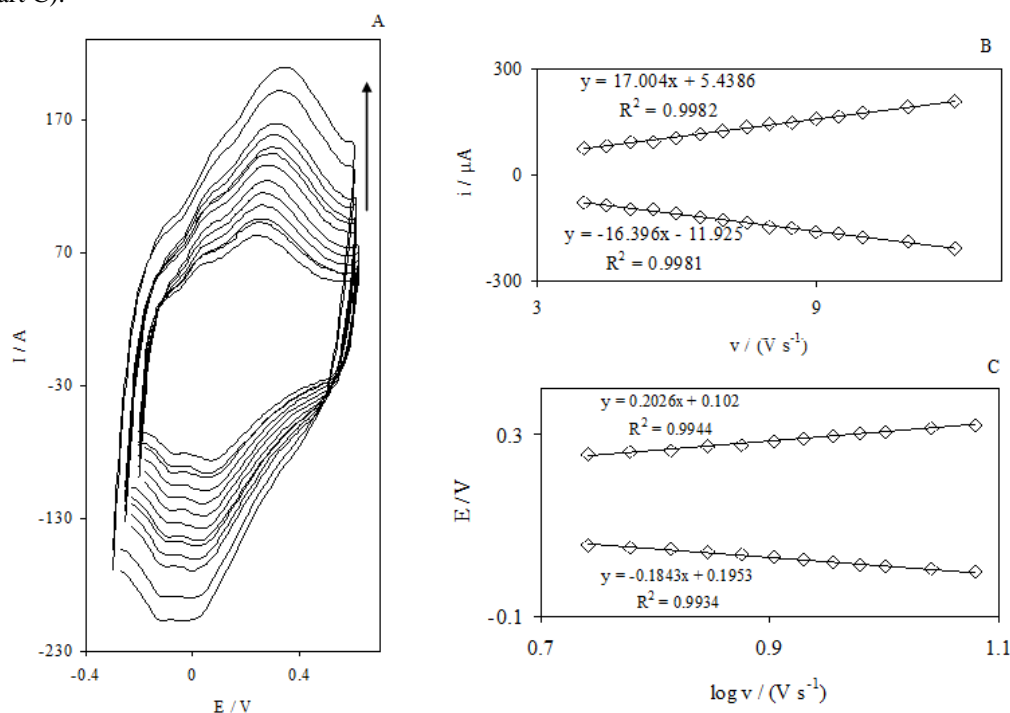 art C).
A
170
70
-30
-130
-230
-0.4
0
0.4
I / A
E / V
B
300
0
-300
3
9
i / µA
y = 17.004x + 5.4386
R² = 0.9982
y = -16.396x - 11.925
R² = 0.9981
v / (V s⁻¹)
C
0.3
-0.1
0.7
0.9
1.1
E / V
y = 0.2026x + 0.102
R² = 0.9944
y = -0.1843x + 0.1953
R² = 0.9934
log v / (V s⁻¹)